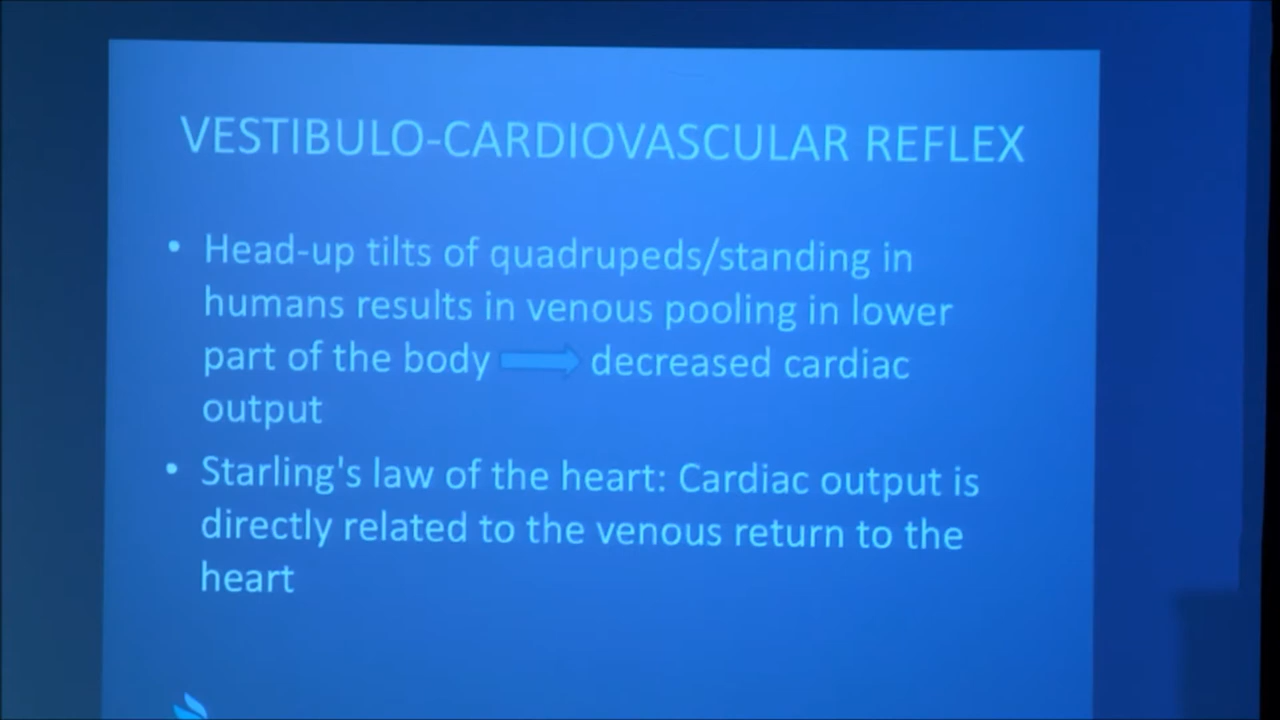 VESTIBULO-CARDIOVASCULAR REFLEX
• Head-up tilts of quadrupeds/standing in
humans results in venous pooling in lower
part of the body decreased cardiac
output
• Starling's law of the heart: Cardiac output is
directly related to the venous return to the
heart